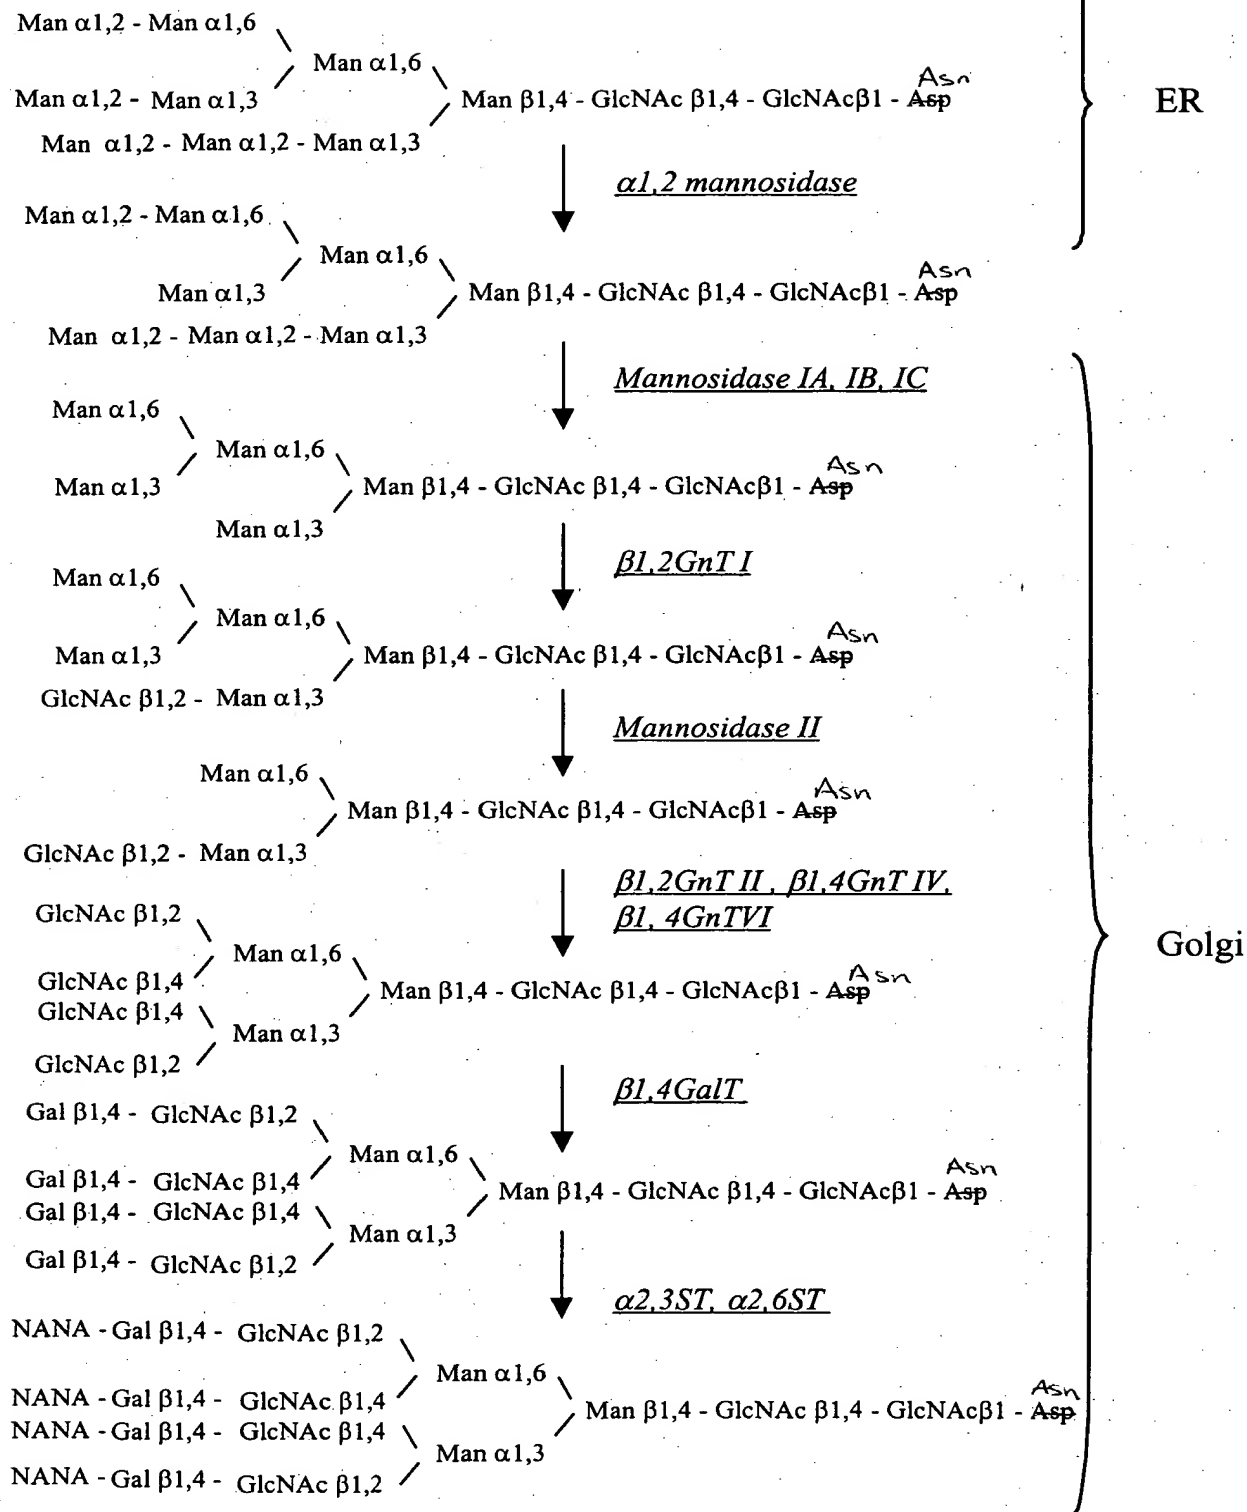 Man α1,2 - Man α1,6
Man α1,6
Asn
Man α1,2 - Man α1,3
Man β1,4 - GlcNAc β1,4 - GlcNAcβ1 - Asp
ER
Man α1,2 - Man α1,2 - Man α1,3
α1,2 mannosidase
Man α1,2 - Man α1,6
Man α1,6
Asn
Man α1,3
Man β1,4 - GlcNAc β1,4 - GlcNAcβ1 - Asp
Man α1,2 - Man α1,2 - Man α1,3
Mannosidase IA, IB, IC
Man α1,6
Man α1,6
Asn
Man α1,3
Man β1,4 - GlcNAc β1,4 - GlcNAcβ1 - Asp
Man α1,3
β1,2GnT I
Man α1,6
Man α1,6
Asn
Man α1,3
Man β1,4 - GlcNAc β1,4 - GlcNAcβ1 - Asp
GlcNAc β1,2 - Man α1,3
Mannosidase II
Man α1,6
Asn
Man β1,4 - GlcNAc β1,4 - GlcNAcβ1 - Asp
GlcNAc β1,2 - Man α1,3
β1,2GnT II , β1,4GnT IV,
β1, 4GnTVI
GlcNAc β1,2
Man α1,6
Golgi
Asn
GlcNAc β1,4
Man β1,4 - GlcNAc β1,4 - GlcNAcβ1 - Asp
GlcNAc β1,4
Man α1,3
GlcNAc β1,2
β1,4GalT
Gal β1,4 - GlcNAc β1,2
Man α1,6
Asn
Gal β1,4 - GlcNAc β1,4
Man β1,4 - GlcNAc β1,4 - GlcNAcβ1 - Asp
Gal β1,4 - GlcNAc β1,4
Man α1,3
Gal β1,4 - GlcNAc β1,2
α2,3ST, α2,6ST
NANA - Gal β1,4 - GlcNAc β1,2
Man α1,6
Asn
NANA - Gal β1,4 - GlcNAc β1,4
Man β1,4 - GlcNAc β1,4 - GlcNAcβ1 - Asp
NANA - Gal β1,4 - GlcNAc β1,4
Man α1,3
NANA - Gal β1,4 - GlcNAc β1,2